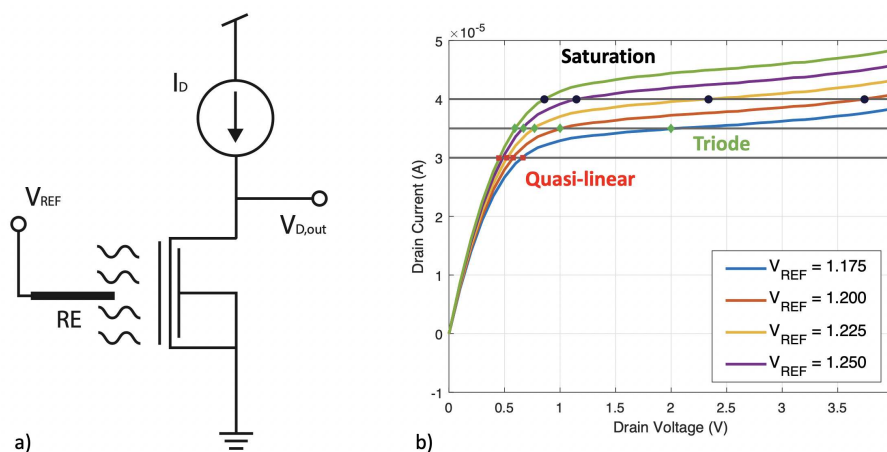 I_D
V_REF
V_D,out
RE
a)
×10^-5
5
4
3
2
1
0
-1
Drain Current (A)
Saturation
Triode
Quasi-linear
V_REF = 1.175
V_REF = 1.200
V_REF = 1.225
V_REF = 1.250
0 0.5 1 1.5 2 2.5 3 3.5
Drain Voltage (V)
b)